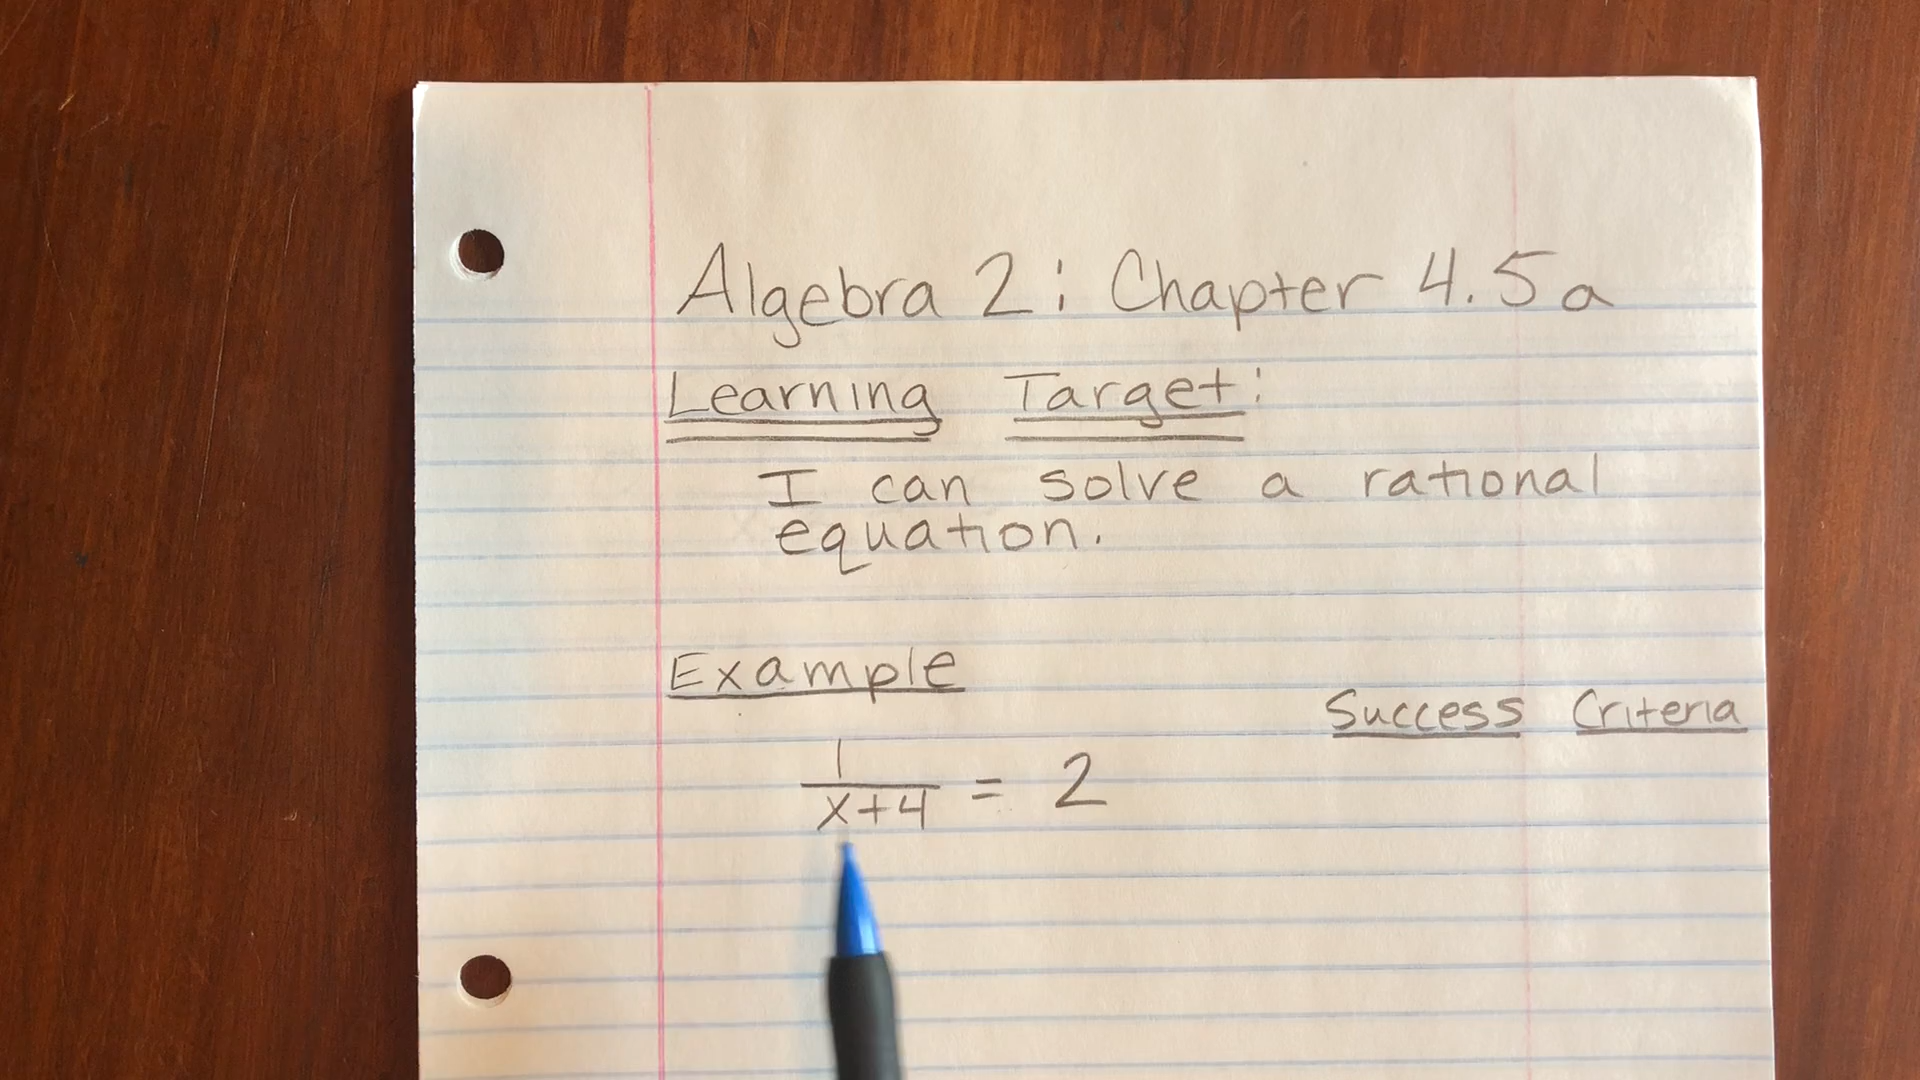 Algebra 2: Chapter 4.5a
Learning Target:
I can solve a rational
equation.
Example
Success Criteria
1
x+4 = 2